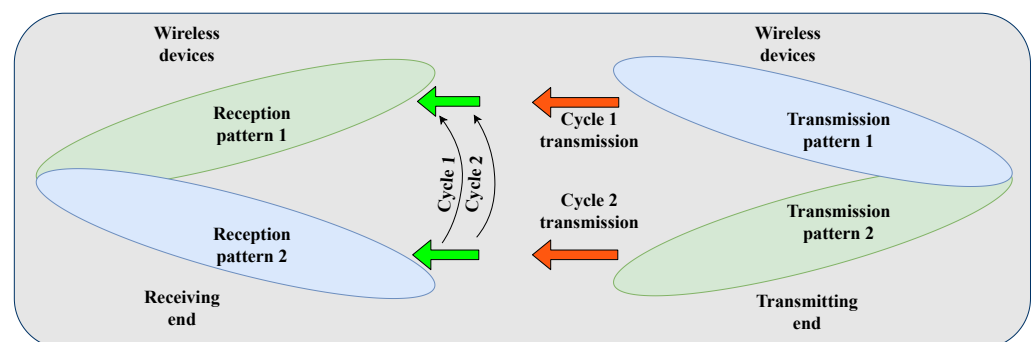 Wireless
devices
Wireless
devices
Reception
pattern 1
Cycle 1
transmission
Transmission
pattern 1
Cycle 1
Cycle 2
Cycle 2
transmission
Transmission
pattern 2
Reception
pattern 2
Receiving
end
Transmitting
end